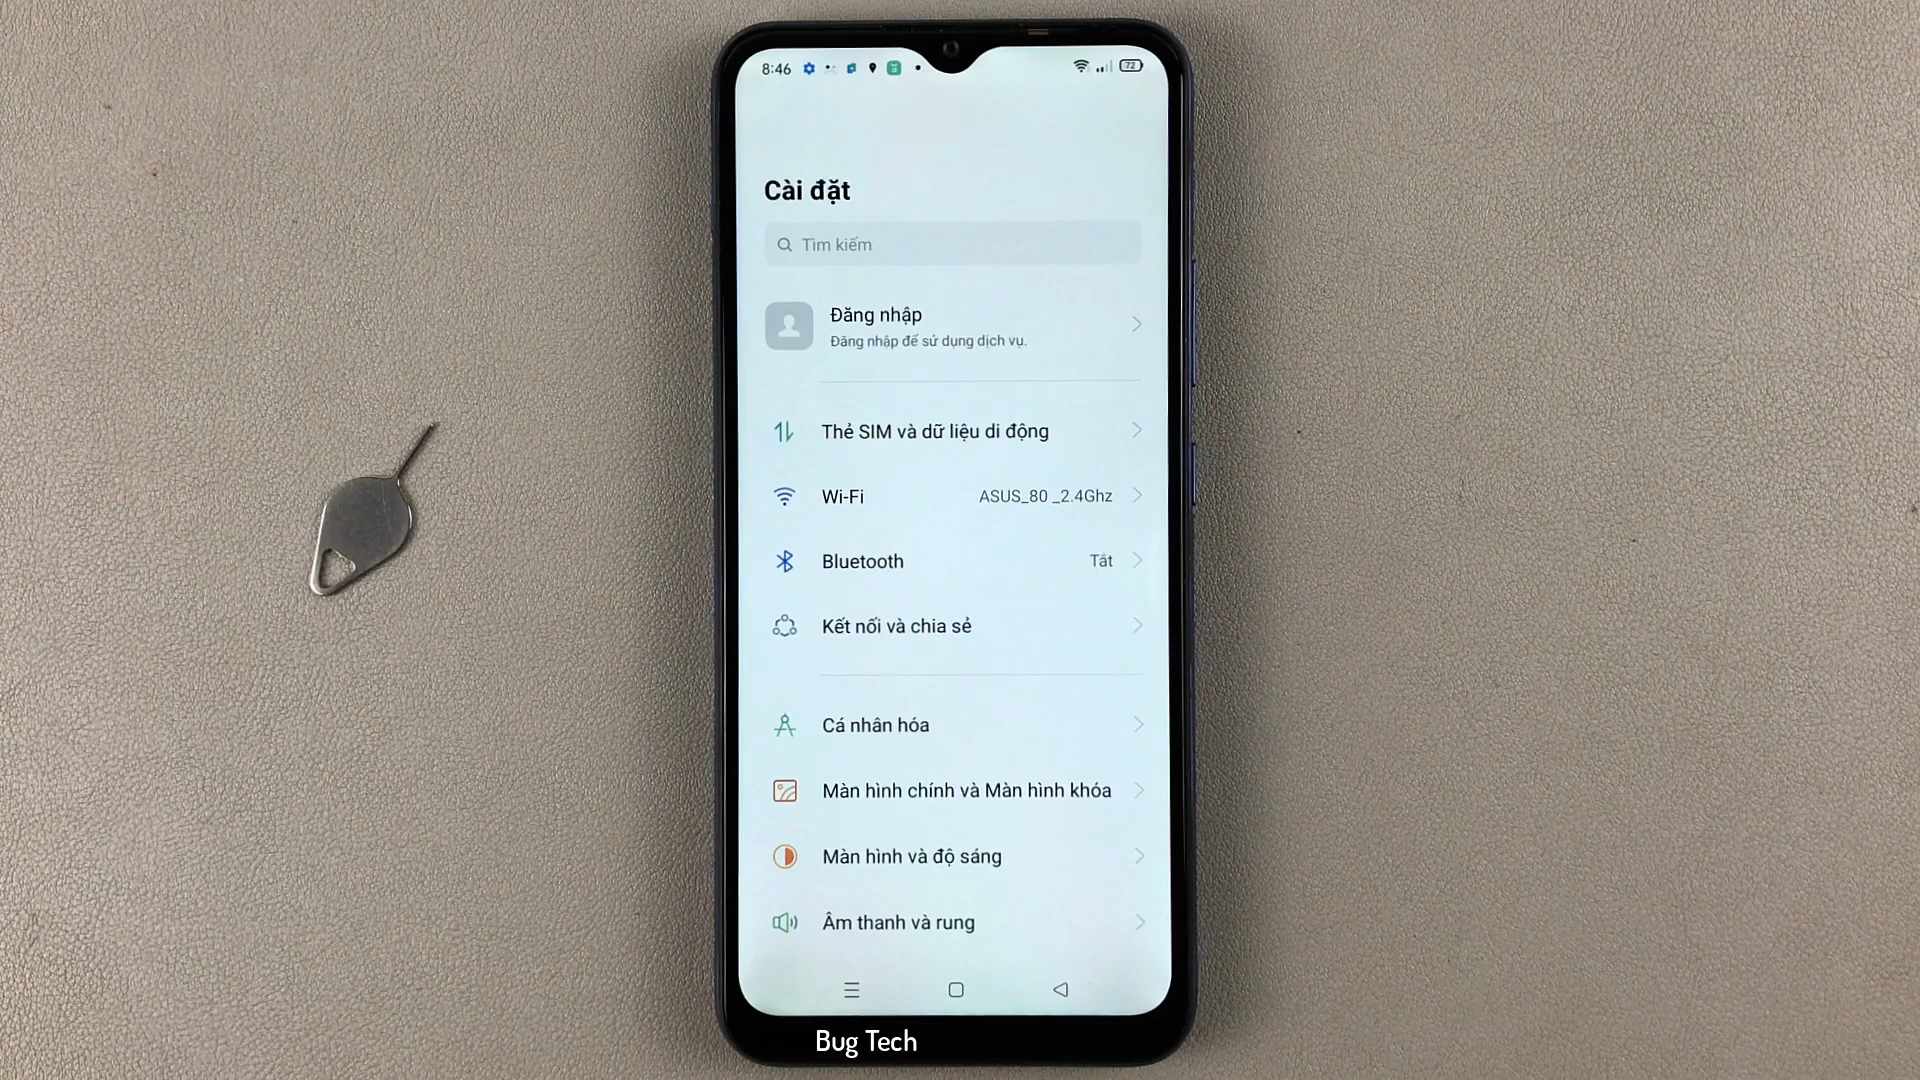 8:46
72
Cài đặt
Tìm kiếm
Đăng nhập
Đăng nhập để sử dụng dịch vụ.
Thẻ SIM và dữ liệu di động
Wi-Fi ASUS_80 _2.4Ghz
Bluetooth Tắt
Kết nối và chia sẻ
Cá nhân hóa
Màn hình chính và Màn hình khóa
Màn hình và độ sáng
Âm thanh và rung
Bug Tech